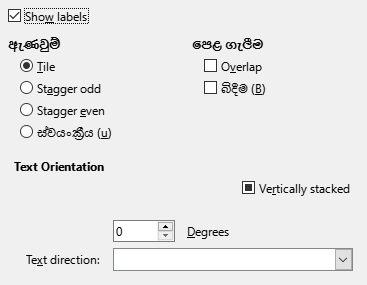 Show labels
ඇණවුම් පෙළ ගැලීම
Tile Overlap
Stagger odd බිදීම (B)
Stagger even
ස්වයංක්‍රීය (u)
Text Orientation
Vertically stacked
0 Degrees
Text direction: